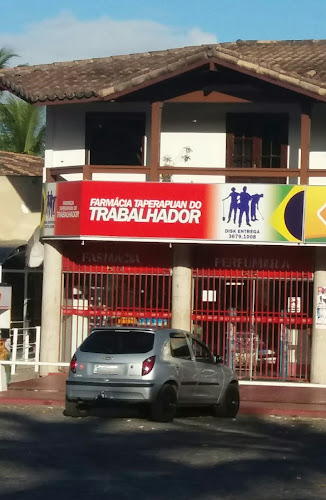 FARMÁCIA TAPERAPUAN DO
TRABALHADOR
DISK ENTREGA
3679.1008
FARMÁCIA
PERFUMARIA